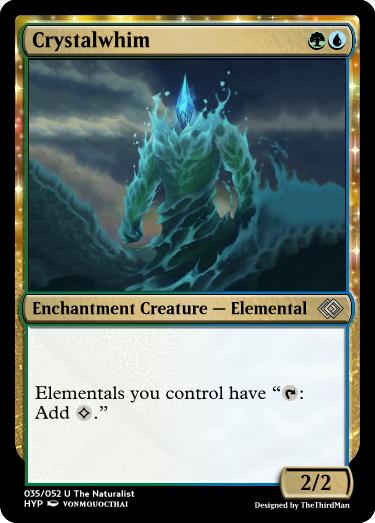 Crystalwhim
Enchantment Creature — Elemental
Elementals you control have “:
Add .”
2/2
035/052 U The Naturalist
HYP VONMOUOCTHAI
Designed by TheThirdMan